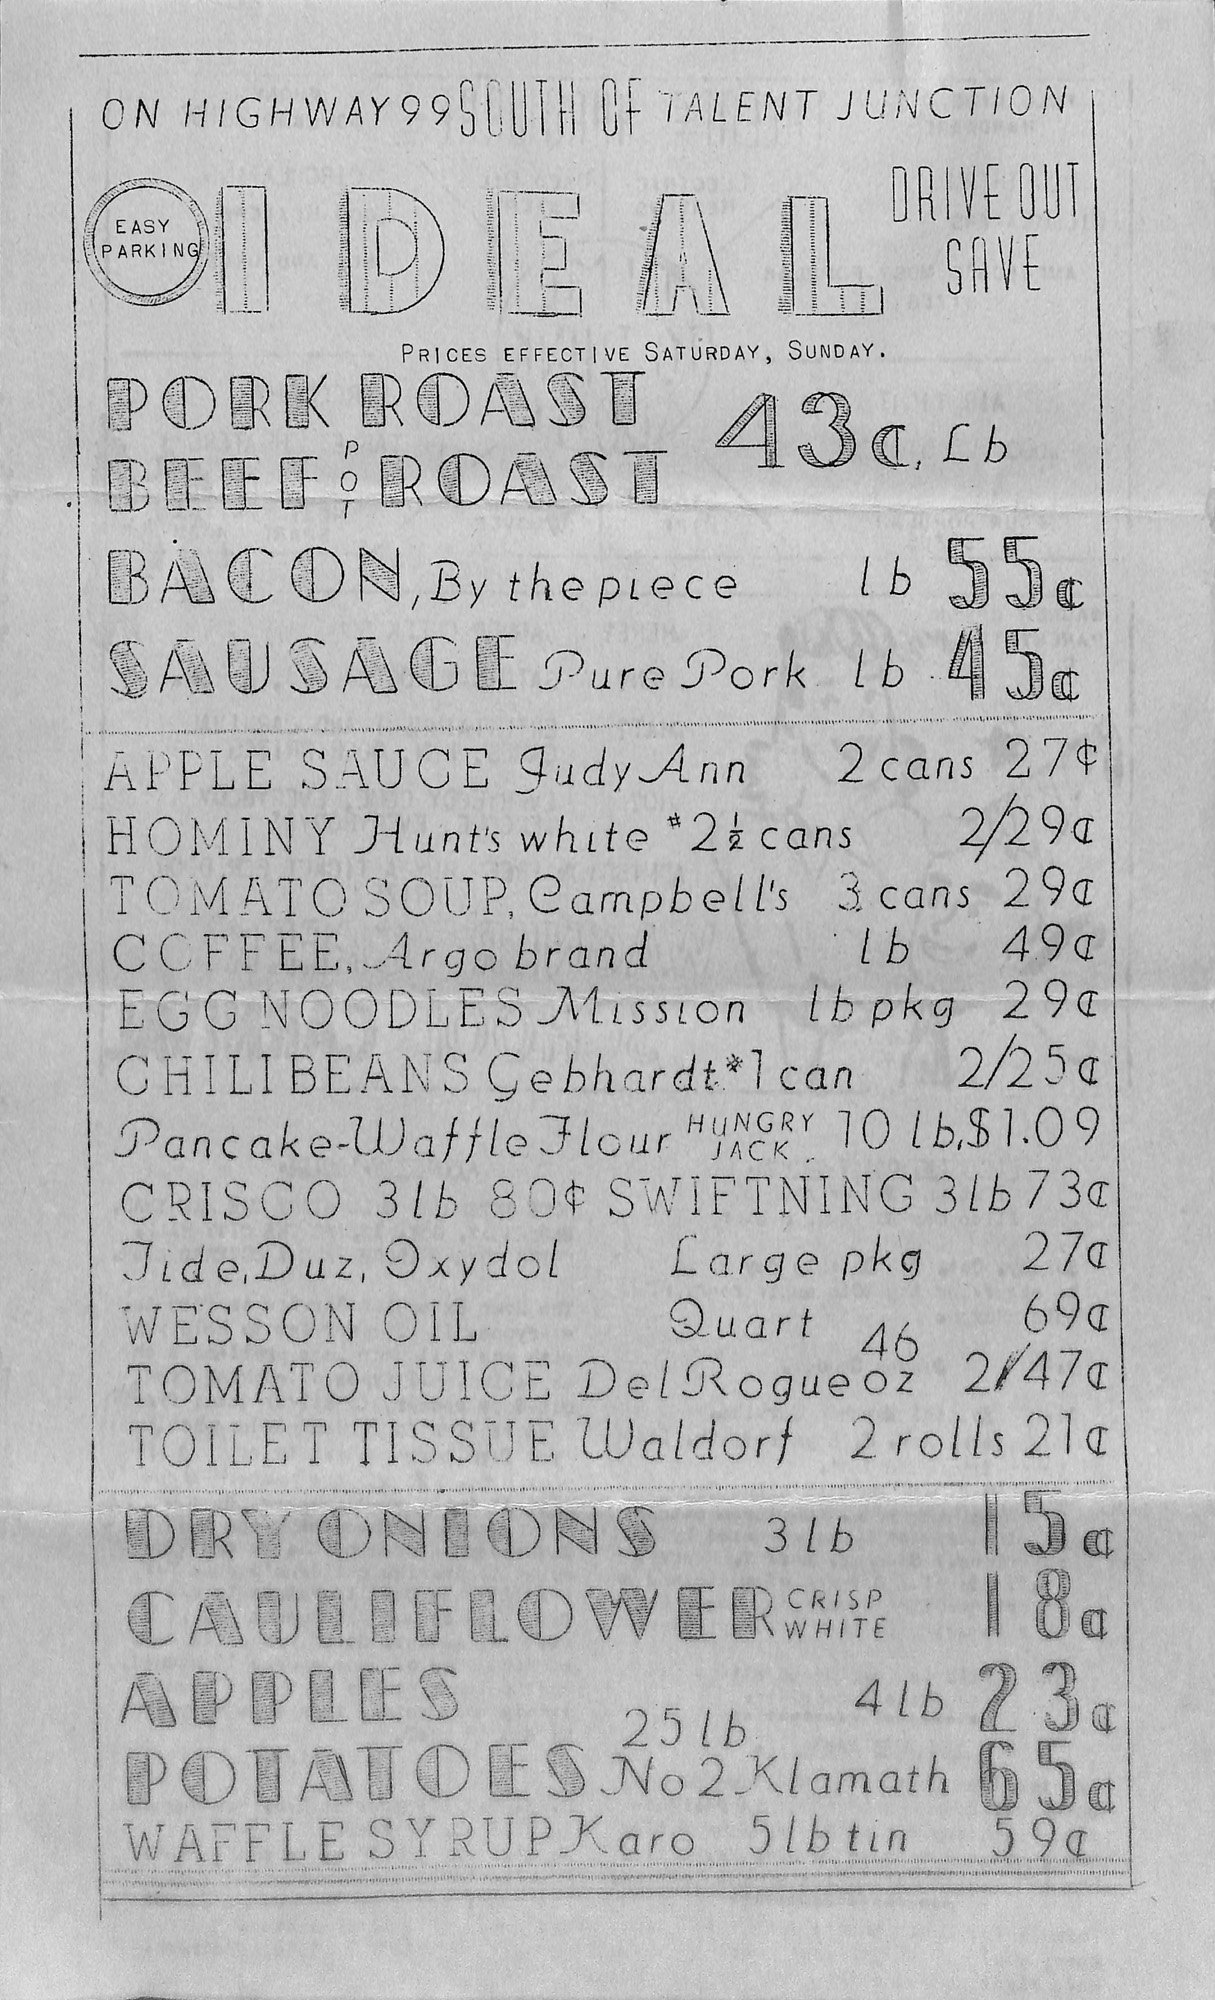 ON HIGHWAY 99 SOUTH OF TALENT JUNCTION
EASY PARKING
IDEAL
DRIVE OUT
SAVE
PRICES EFFECTIVE SATURDAY, SUNDAY.
PORK ROAST
BEEF POT ROAST
43¢, Lb
BACON, By the piece lb 55¢
SAUSAGE Pure Pork lb 45¢
APPLE SAUCE Judy Ann 2 cans 27¢
HOMINY Hunt's white #2½ cans 2/29¢
TOMATO SOUP, Campbell's 3 cans 29¢
COFFEE, Argo brand lb 49¢
EGG NOODLES Mission lb pkg 29¢
CHILI BEANS Gebhardt #1 can 2/25¢
Pancake-Waffle Flour HUNGRY JACK 10 lb, $1.09
CRISCO 3 lb 80¢ SWIFTNING 3 lb 73¢
Tide, Duz, Oxydol Large pkg 27¢
WESSON OIL Quart 69¢
TOMATO JUICE Del Rogue 46 oz 2/47¢
TOILET TISSUE Waldorf 2 rolls 21¢
DRY ONIONS 3 lb 15¢
CAULIFLOWER CRISP WHITE 18¢
APPLES 4 lb 23¢
POTATOES 25 lb No 2 Klamath 65¢
WAFFLE SYRUP Karo 5 lb tin 59¢